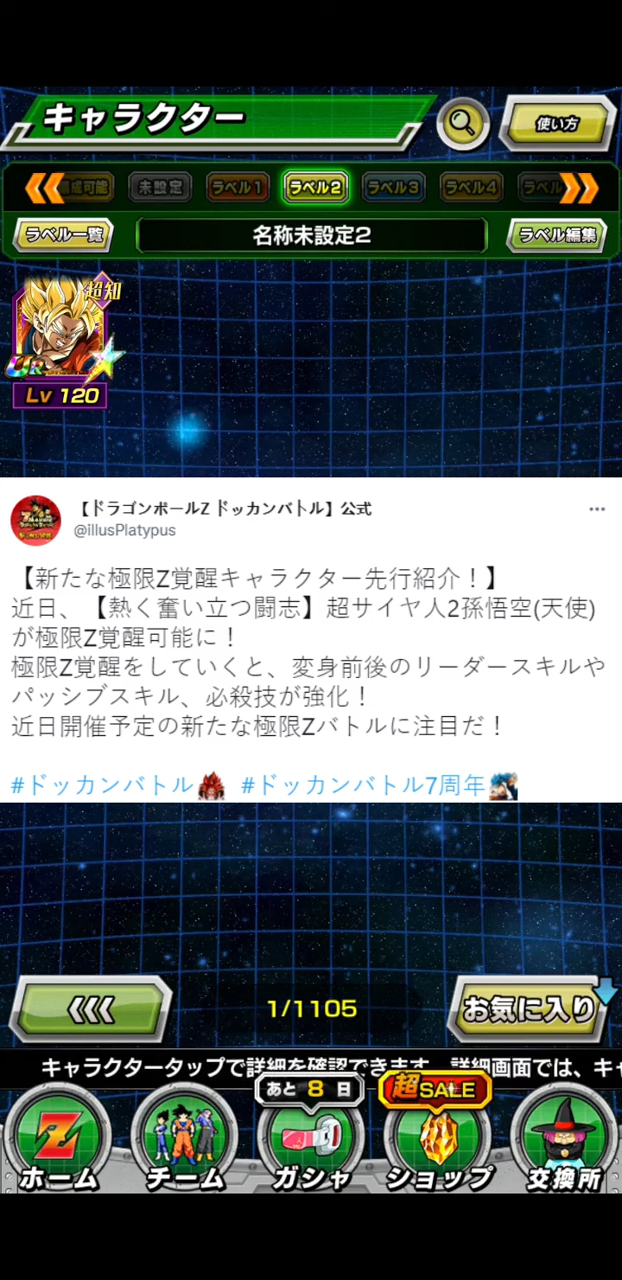 キャラクター
使い方
編成可能 未設定 ラベル1 ラベル2 ラベル3 ラベル4 ラベル
ラベル一覧
名称未設定2
ラベル編集
超知
UR
Lv 120
【ドラゴンボールZ ドッカンバトル】公式
@illusPlatypus
【新たな極限Z覚醒キャラクター先行紹介！】
近日、【熱く奮い立つ闘志】超サイヤ人2孫悟空(天使)
が極限Z覚醒可能に！
極限Z覚醒をしていくと、変身前後のリーダースキルや
パッシブスキル、必殺技が強化！
近日開催予定の新たな極限Zバトルに注目だ！
#ドッカンバトル #ドッカンバトル7周年
1/1105
お気に入り
キャラクタータップで詳細を確認できます。詳細画面では、キャ
あと 8 日
超SALE
ホーム
チーム
ガシャ
ショップ
交換所